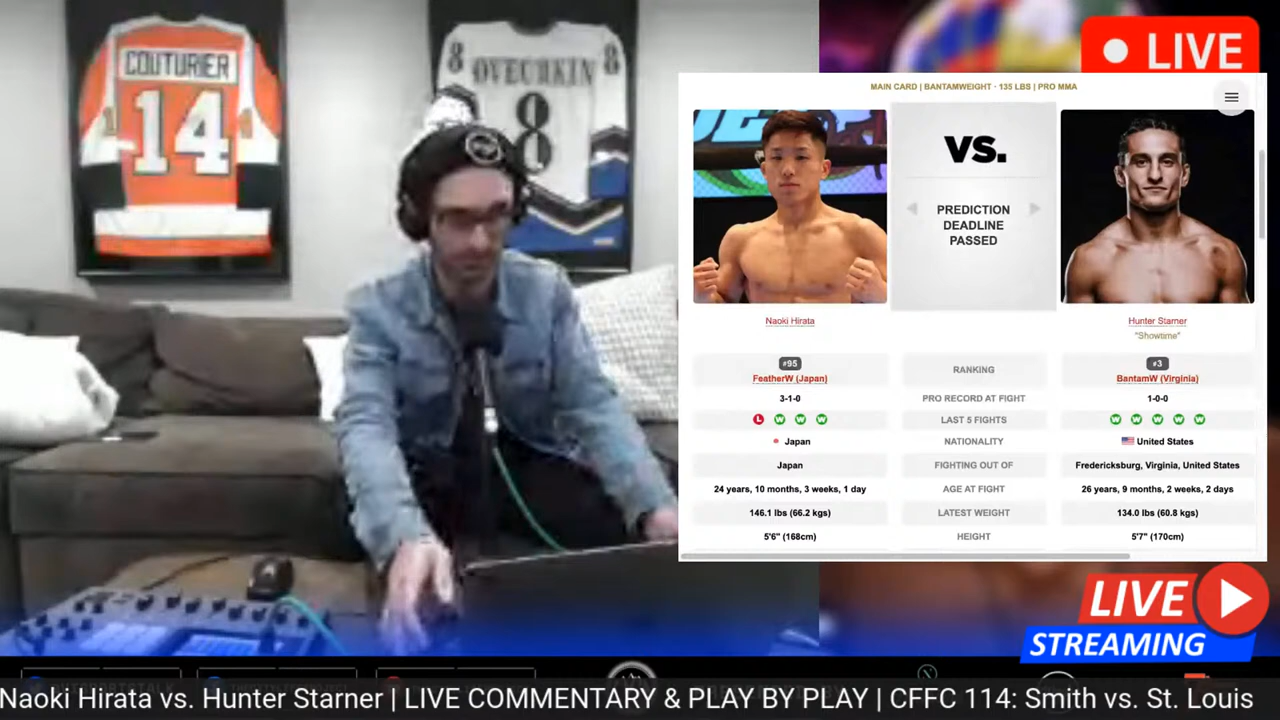 COUTURIER
14
8
OVECHKIN
8
8
LIVE
MAIN CARD | BANTAMWEIGHT · 135 LBS | PRO MMA
VS.
PREDICTION
DEADLINE
PASSED
Naoki Hirata
Hunter Starner
"Showtime"
#95
RANKING
#3
FeatherW (Japan)
BantamW (Virginia)
3-1-0
PRO RECORD AT FIGHT
1-0-0
L W W W
LAST 5 FIGHTS
W W W W W
Japan
NATIONALITY
United States
Japan
FIGHTING OUT OF
Fredericksburg, Virginia, United States
24 years, 10 months, 3 weeks, 1 day
AGE AT FIGHT
26 years, 9 months, 2 weeks, 2 days
146.1 lbs (66.2 kgs)
LATEST WEIGHT
134.0 lbs (60.8 kgs)
5'6" (168cm)
HEIGHT
5'7" (170cm)
LIVE
STREAMING
Naoki Hirata vs. Hunter Starner | LIVE COMMENTARY & PLAY BY PLAY | CFFC 114: Smith vs. St. Louis